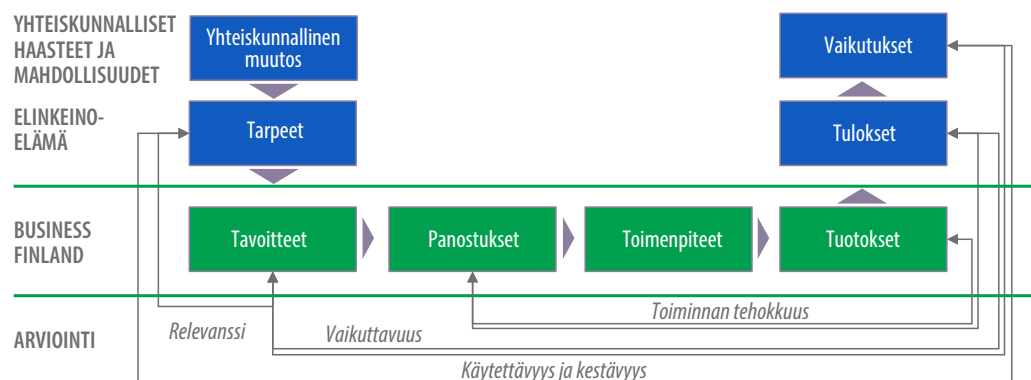 YHTEISKUNNALLISET
HAASTEET JA
MAHDOLLISUUDET
Yhteiskunnallinen
muutos
Vaikutukset
ELINKEINO-
ELÄMÄ
Tarpeet
Tulokset
BUSINESS
FINLAND
Tavoitteet
Panostukset
Toimenpiteet
Tuotokset
ARVIOINTI
Relevanssi
Vaikuttavuus
Toiminnan tehokkuus
Käytettävyys ja kestävyys